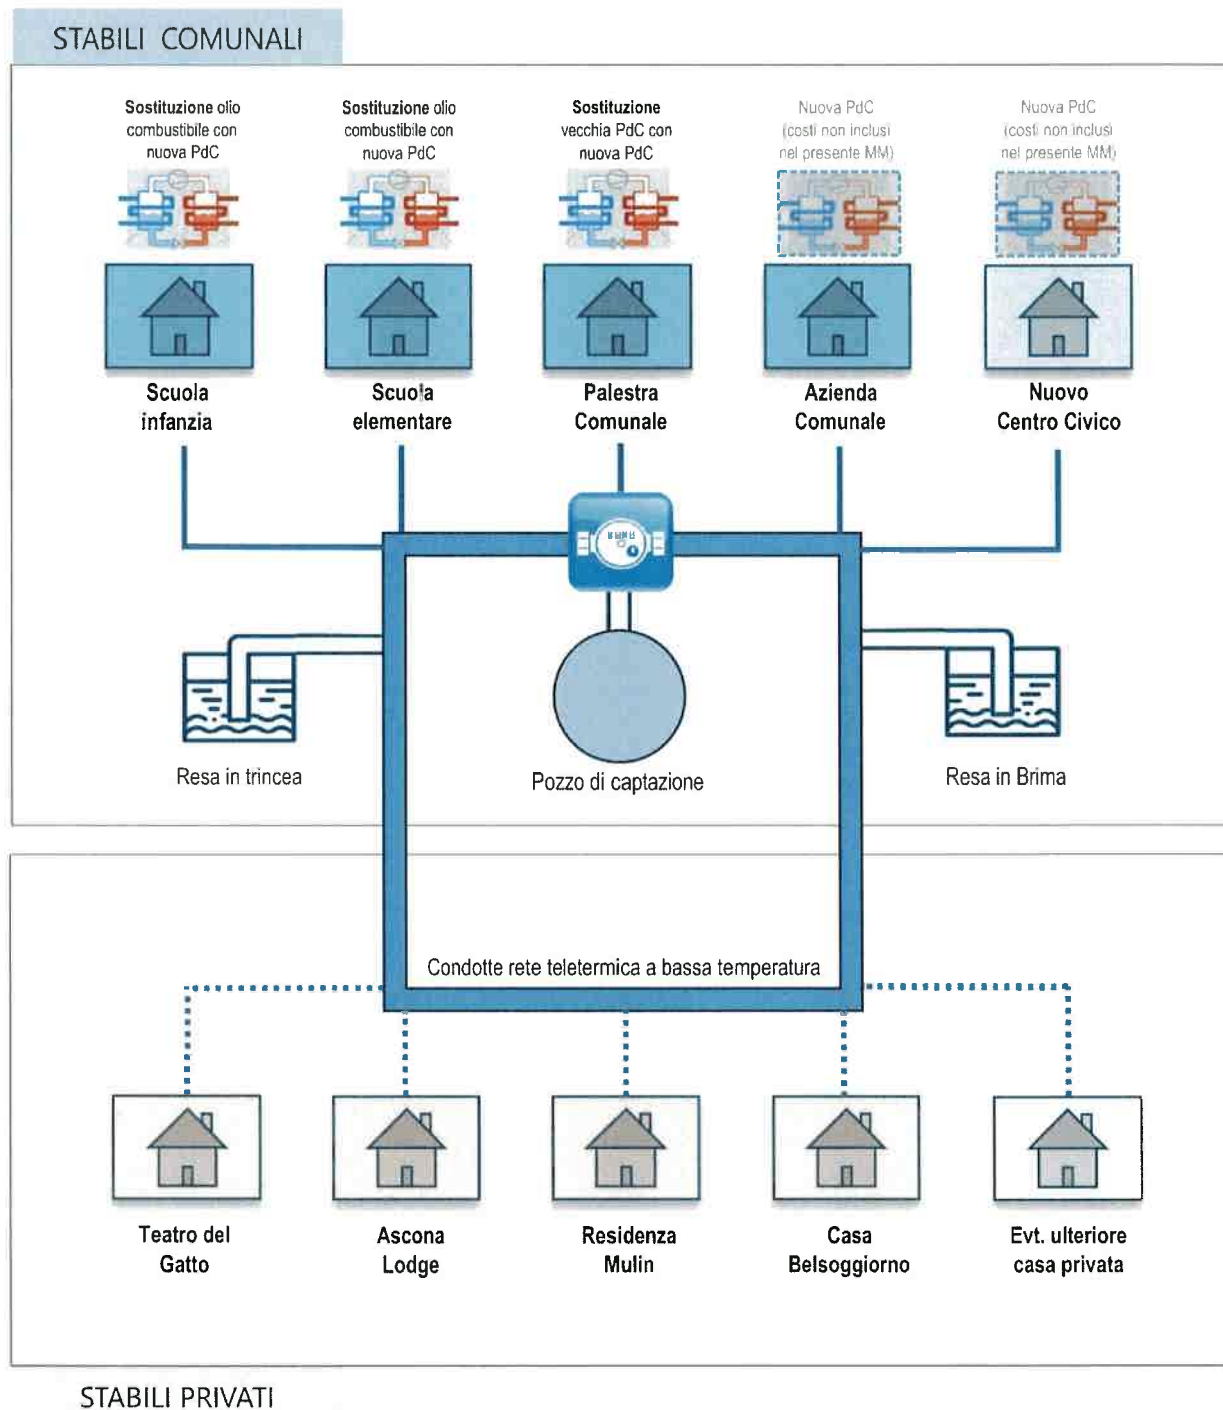 STABILI COMUNALI
Sostituzione olio
combustibile con
nuova PdC
Sostituzione olio
combustibile con
nuova PdC
Sostituzione
vecchia PdC con
nuova PdC
Nuova PdC
(costi non inclusi
nel presente MM)
Nuova PdC
(costi non inclusi
nel presente MM)
Scuola
infanzia
Scuola
elementare
Palestra
Comunale
Azienda
Comunale
Nuovo
Centro Civico
Resa in trincea
Pozzo di captazione
Resa in Brima
Condotte rete teletermica a bassa temperatura
Teatro del
Gatto
Ascona
Lodge
Residenza
Mulin
Casa
Belsoggiorno
Evt. ulteriore
casa privata
STABILI PRIVATI